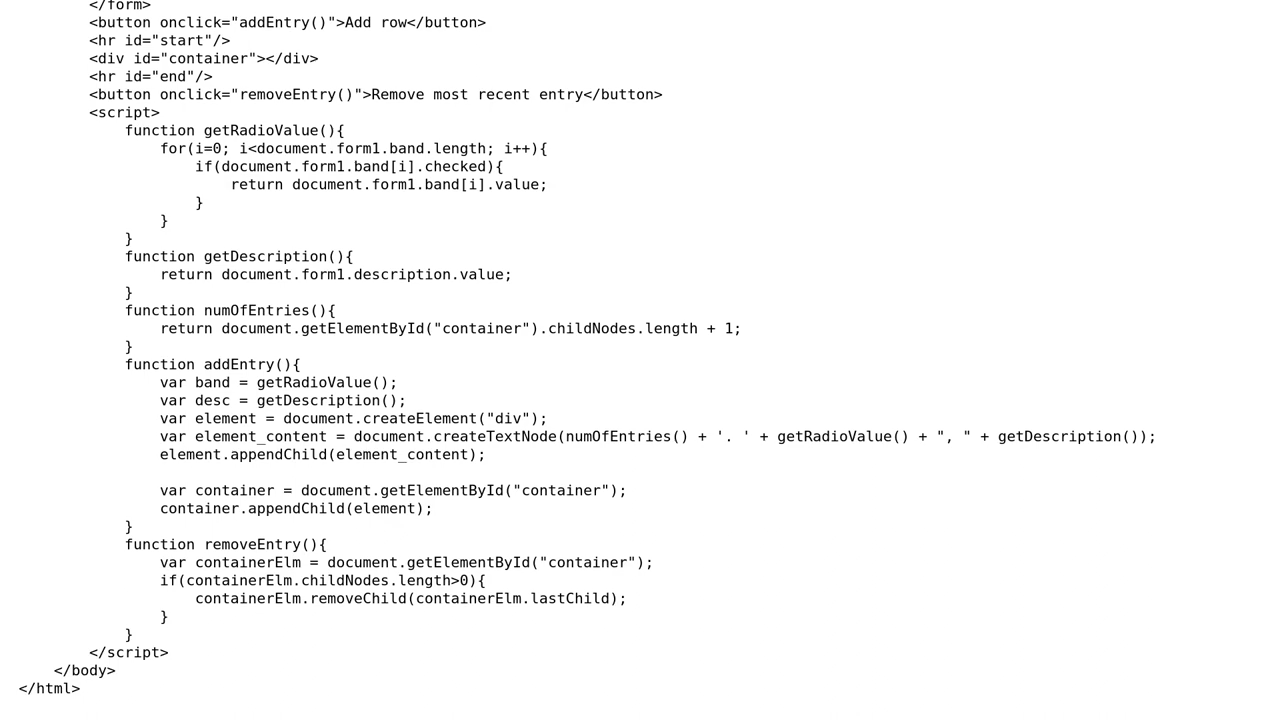 </form>
<button onclick="addEntry()">Add row</button>
<hr id="start"/>
<div id="container"></div>
<hr id="end"/>
<button onclick="removeEntry()">Remove most recent entry</button>
<script>
function getRadioValue(){
for(i=0; i<document.form1.band.length; i++){
if(document.form1.band[i].checked){
return document.form1.band[i].value;
}
}
}
function getDescription(){
return document.form1.description.value;
}
function numOfEntries(){
return document.getElementById("container").childNodes.length + 1;
}
function addEntry(){
var band = getRadioValue();
var desc = getDescription();
var element = document.createElement("div");
var element_content = document.createTextNode(numOfEntries() + '. ' + getRadioValue() + ", " + getDescription());
element.appendChild(element_content);
var container = document.getElementById("container");
container.appendChild(element);
}
function removeEntry(){
var containerElm = document.getElementById("container");
if(containerElm.childNodes.length>0){
containerElm.removeChild(containerElm.lastChild);
}
}
</script>
</body>
</html>